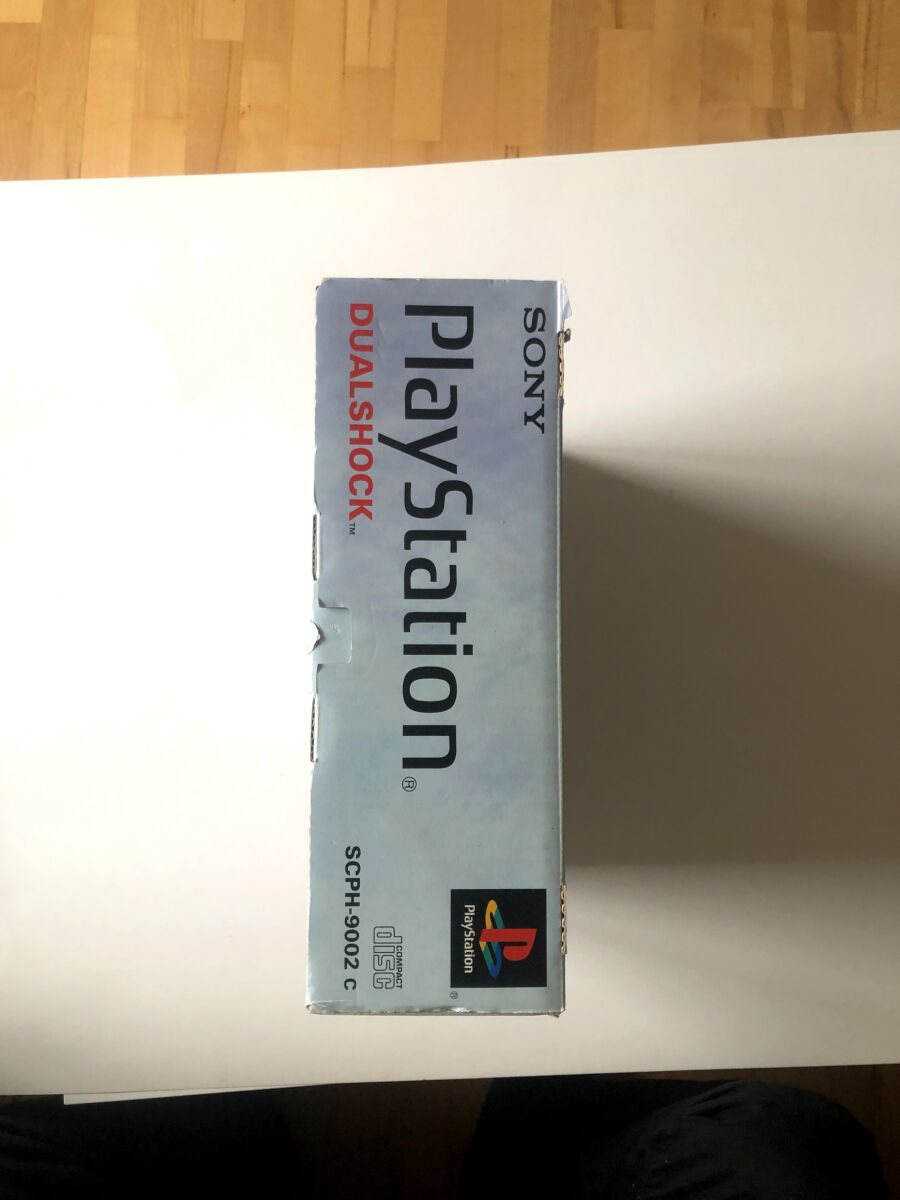 SONY
PlayStation®
DUALSHOCK™
PlayStation
®
COMPACT
disc
SCPH-9002 C